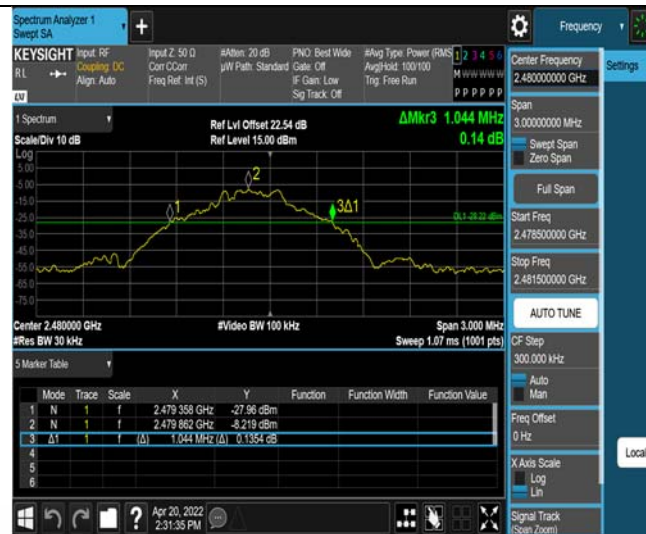 Spectrum Analyzer 1
Swept SA
Frequency
KEYSIGHT
RL
Input: RF
Coupling: DC
Align: Auto
Input Z: 50 Ω
Corr CCorr
Freq Ref: Int (S)
#Atten: 20 dB
µW Path: Standard
PNO: Best Wide
Gate: Off
IF Gain: Low
Sig Track: Off
#Avg Type: Power (RMS
Avg|Hold: 100/100
Trig: Free Run
1 2 3 4 5 6
M W W W W W
P P P P P P
1 Spectrum
Scale/Div 10 dB
Ref Lvl Offset 22.54 dB
Ref Level 15.00 dBm
ΔMkr3 1.044 MHz
0.14 dB
Log
5.00
-5.00
-15.0
-25.0
-35.0
-45.0
-55.0
-65.0
-75.0
1
2
3Δ1
DL1 -28.22 dBm
Center 2.480000 GHz
#Res BW 30 kHz
#Video BW 100 kHz
Span 3.000 MHz
Sweep 1.07 ms (1001 pts)
5 Marker Table
Mode Trace Scale X Y Function Function Width Function Value
1 N 1 f 2.479 358 GHz -27.96 dBm
2 N 1 f 2.479 862 GHz -8.219 dBm
3 Δ1 1 f (Δ) 1.044 MHz (Δ) 0.1354 dB
4
5
6
Apr 20, 2022
2:31:35 PM
Center Frequency
2.480000000 GHz
Span
3.00000000 MHz
Swept Span
Zero Span
Full Span
Start Freq
2.478500000 GHz
Stop Freq
2.481500000 GHz
AUTO TUNE
CF Step
300.000 kHz
Auto
Man
Freq Offset
0 Hz
X Axis Scale
Log
Lin
Signal Track
(Span Zoom)
Settings
Local